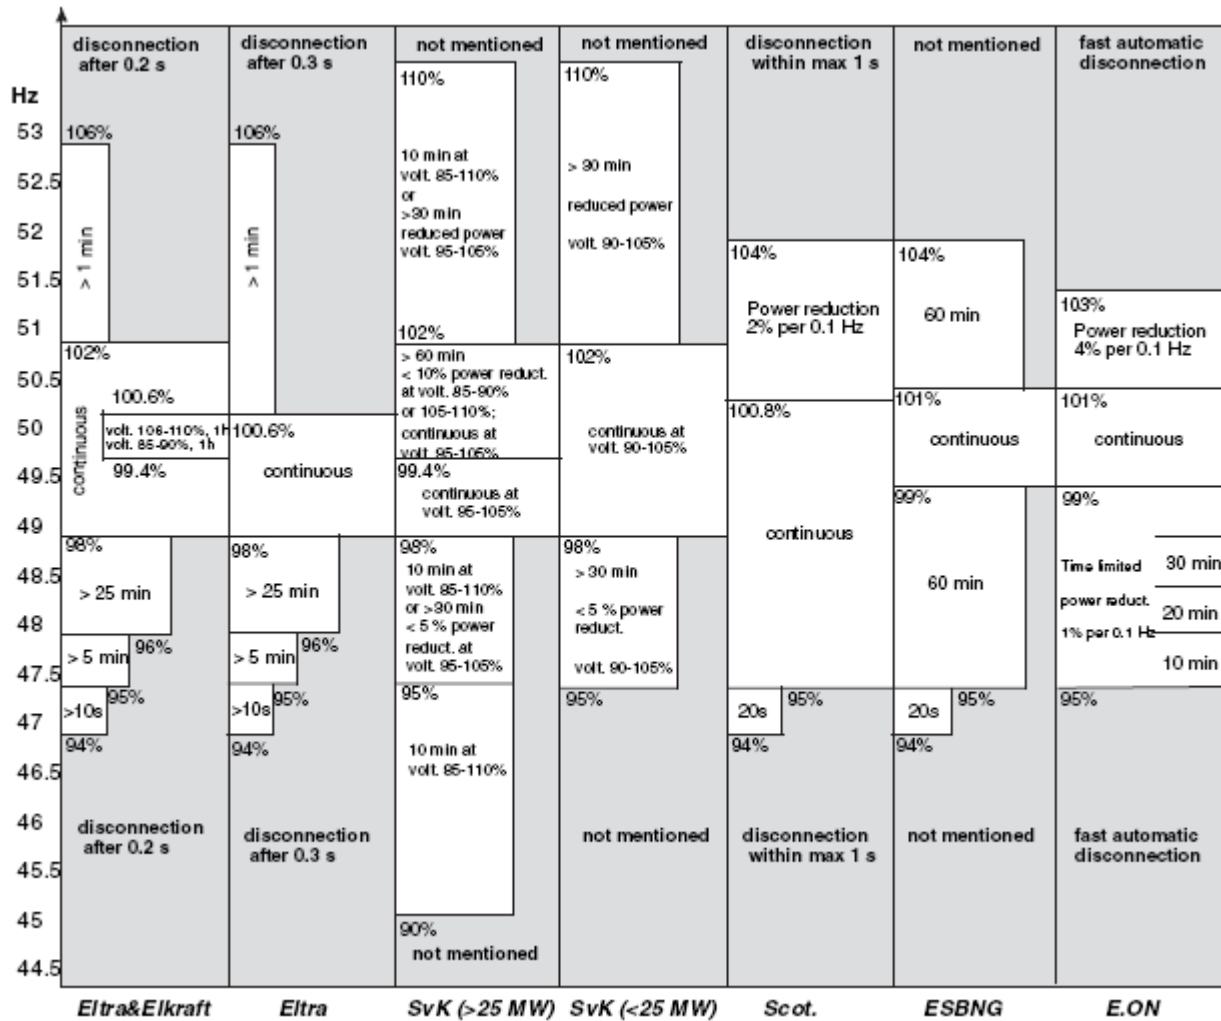 disconnection
after 0.2 s
disconnection
after 0.3 s
not mentioned
not mentioned
disconnection
within max 1 s
not mentioned
fast automatic
disconnection
Hz
53
52.5
52
51.5
51
50.5
50
49.5
49
48.5
48
47.5
47
46.5
46
45.5
45
44.5
106%
> 1 min
102%
100.6%
continuous
volt. 106-110%, 1h
volt. 85-90%, 1h
99.4%
98%
> 25 min
96%
> 5 min
95%
>10s
94%
disconnection
after 0.2 s
106%
> 1 min
100.6%
continuous
98%
> 25 min
96%
> 5 min
95%
>10s
94%
disconnection
after 0.3 s
110%
10 min at
volt. 85-110%
or
>30 min
reduced power
volt. 95-105%
102%
> 60 min
< 10% power reduct.
at volt. 85-90%
or 105-110%;
continuous at
volt. 95-105%
99.4%
continuous at
volt. 95-105%
98%
10 min at
volt. 85-110%
or >30 min
< 5 % power
reduct. at
volt. 95-105%
95%
10 min at
volt. 85-110%
90%
not mentioned
110%
> 30 min
reduced power
volt. 90-105%
102%
continuous at
volt. 90-105%
98%
> 30 min
< 5 % power
reduct.
volt. 90-105%
95%
not mentioned
104%
Power reduction
2% per 0.1 Hz
100.8%
continuous
95%
20s
94%
disconnection
within max 1 s
104%
60 min
101%
continuous
99%
60 min
95%
20s
94%
not mentioned
103%
Power reduction
4% per 0.1 Hz
101%
continuous
99%
Time limited
power reduct.
1% per 0.1 Hz
30 min
20 min
10 min
95%
fast automatic
disconnection
Eltra&Elkraft
Eltra
SvK (>25 MW)
SvK (<25 MW)
Scot.
ESBNG
E.ON